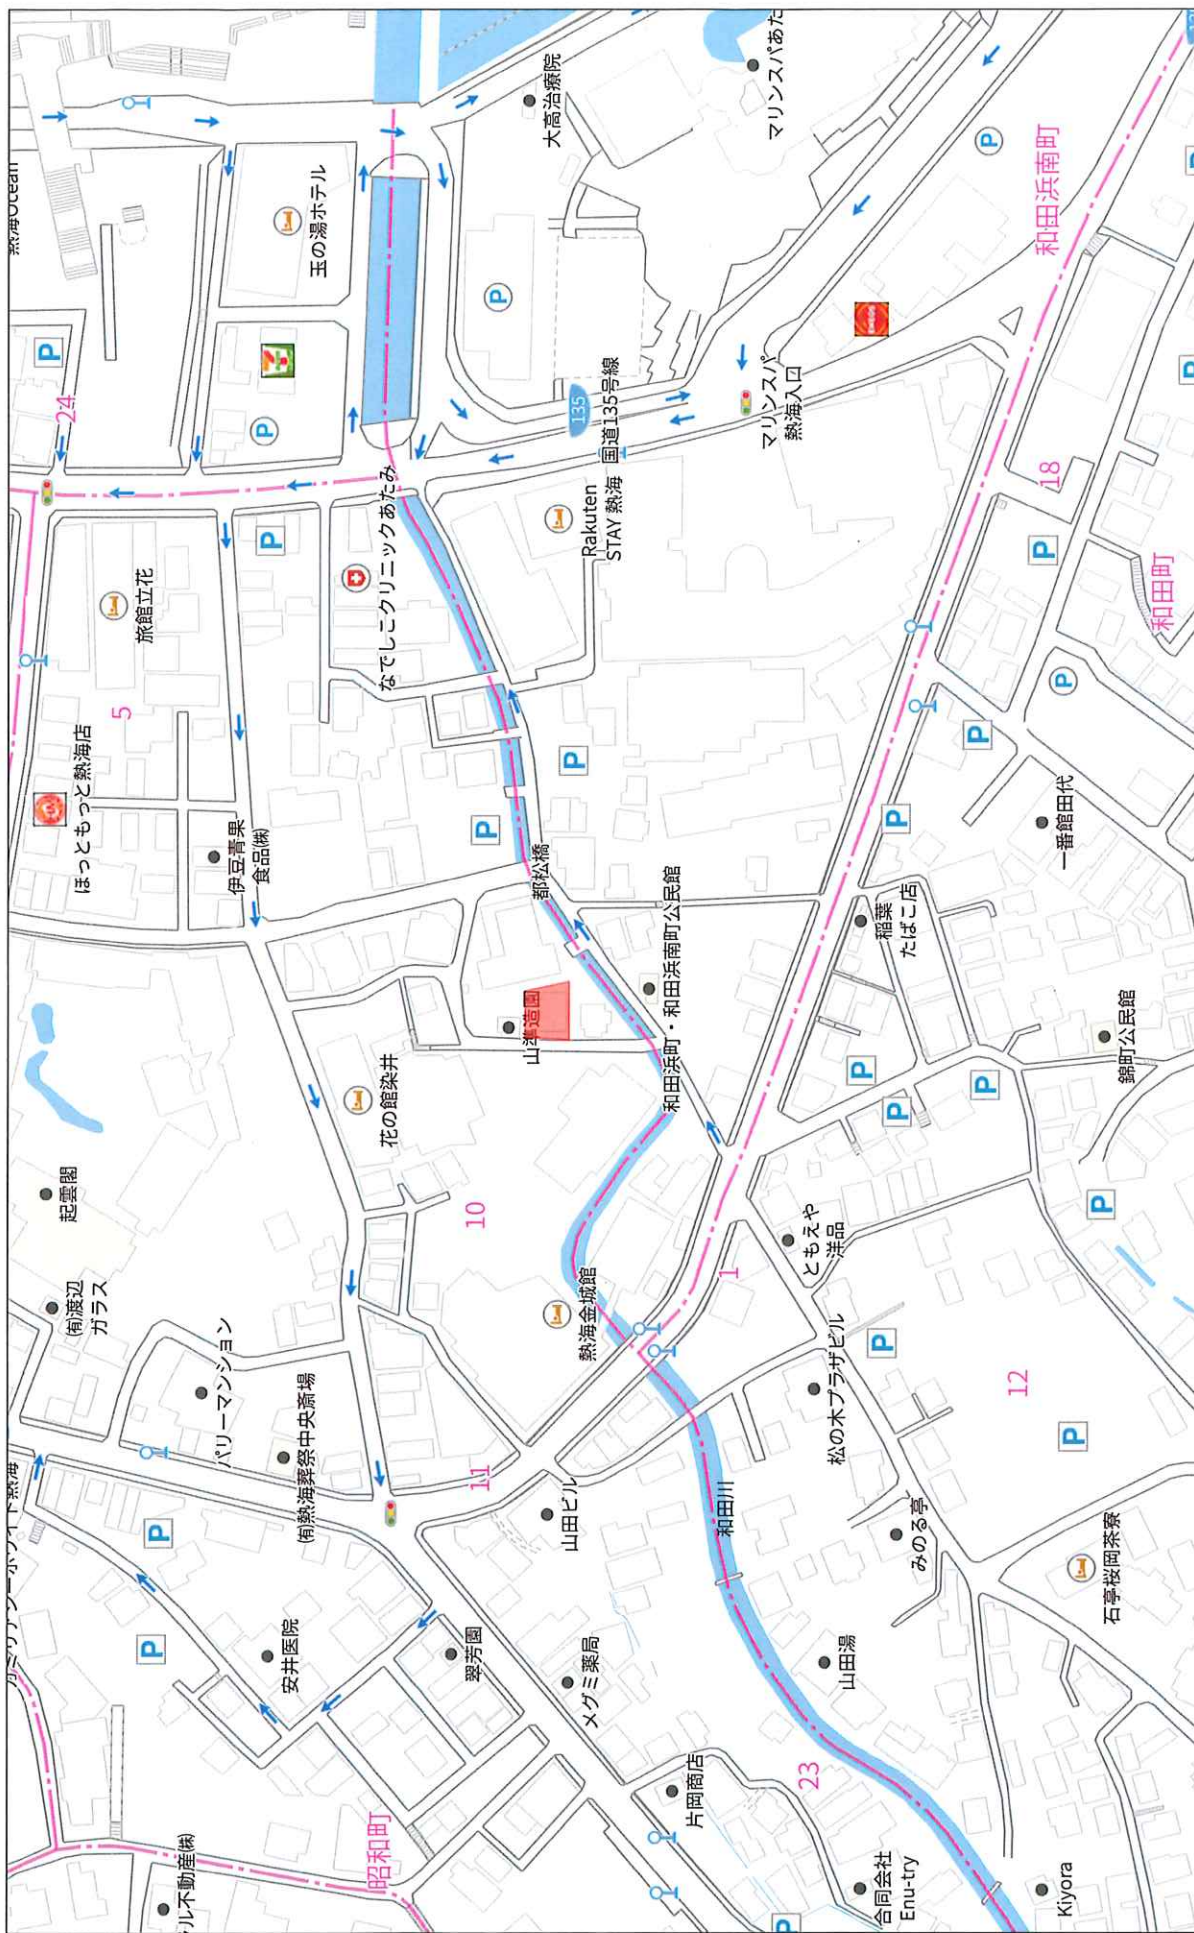 ル不動産㈱
熱海Ocean
起雲閣
㈲渡辺
ガラス
24
ほっともっと熱海店
5
旅館立花
パリーマンション
伊豆青果
食品㈱
安井医院
㈲熱海葬祭中央斎場
玉の湯ホテル
昭和町
花の館染井
なでしこクリニックあたみ
翠芳園
11
10
山田ビル
山準造園
都松橋
大高治療院
メグミ薬局
熱海金城館
135
Rakuten
STAY 熱海
国道135号線
片岡商店
和田浜町・和田浜南町公民館
和田川
1
マリンスパ
熱海入口
マリンスパあた
23
山田湯
松の木プラザビル
ともえや
洋品
ENEOS
合同会社
Enu-try
みのる亭
稲葉
たばこ店
12
18
和田浜南町
Kiyora
一番館田代
石亭桜岡茶寮
錦町公民館
和田町